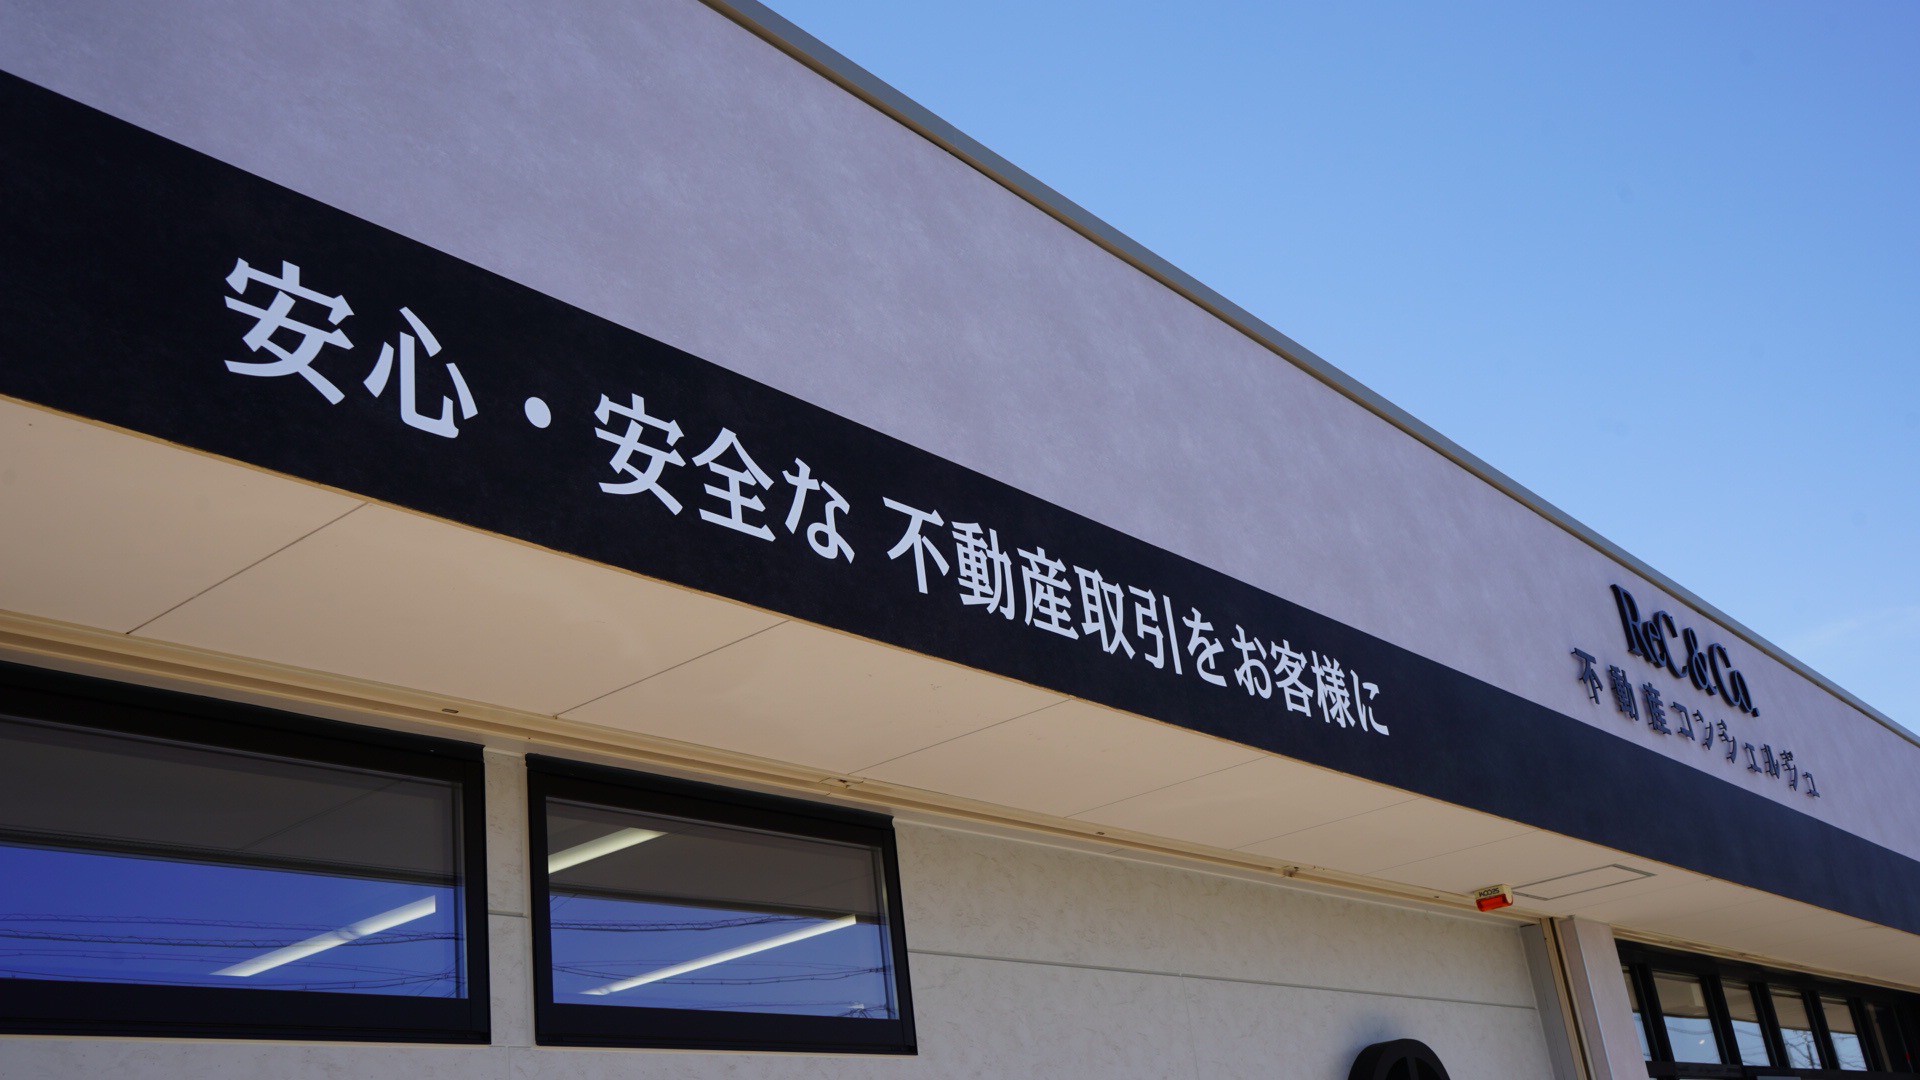 安心・安全な 不動産取引をお客様に
ReC&Co.
不動産コンシェルジュ